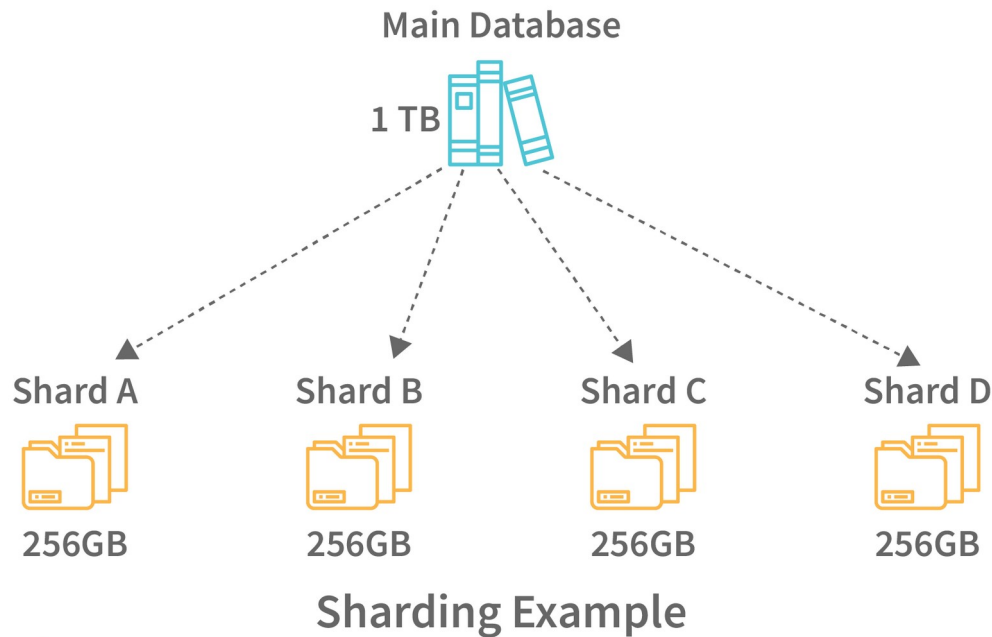 Main Database
1 TB
Shard A
Shard B
Shard C
Shard D
256GB
256GB
256GB
256GB
Sharding Example